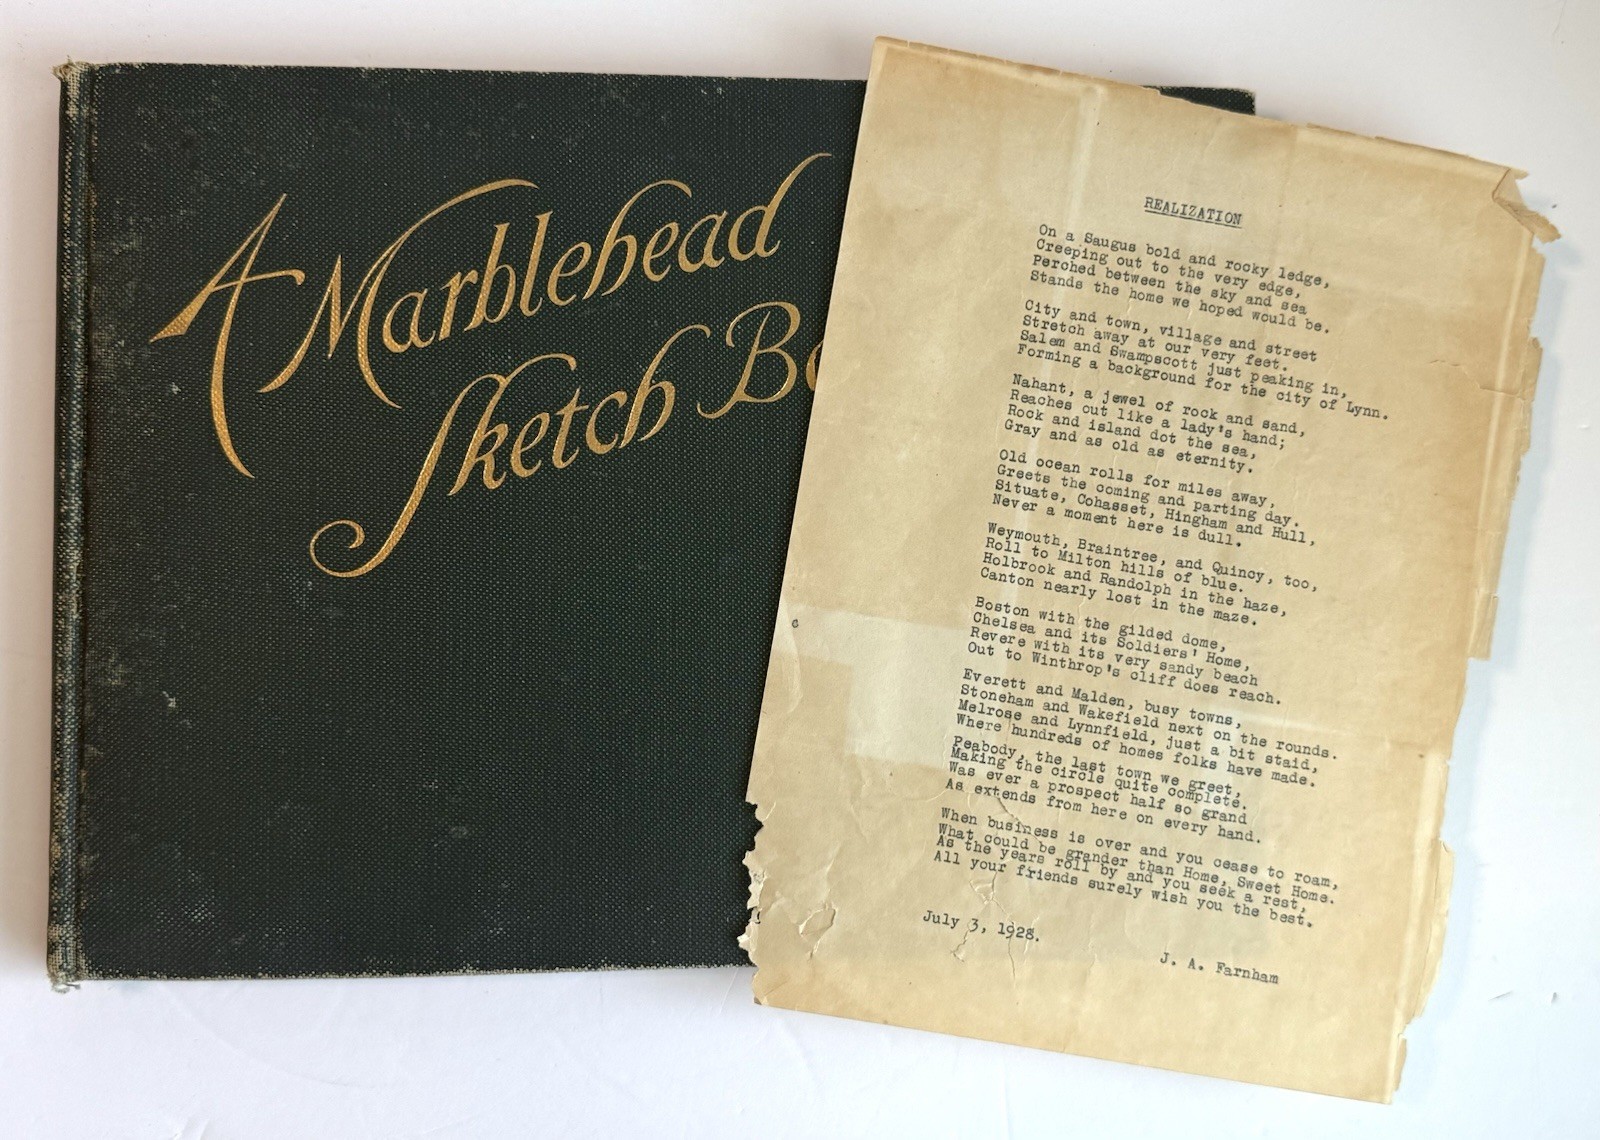 A Marblehead
Sketch Bo
REALIZATION
On a Saugus bold and rocky ledge,
Creeping out to the very edge,
Perched between the sky and sea
Stands the home we hoped would be.
City and town, village and street
Stretch away at our very feet.
Salem and Swampscott just peaking in,
Forming a background for the city of Lynn.
Nahant, a jewel of rock and sand,
Reaches out like a lady's hand;
Rock and island dot the sea,
Gray and as old as eternity.
Old ocean rolls for miles away,
Greets the coming and parting day.
Situate, Cohasset, Hingham and Hull,
Never a moment here is dull.
Weymouth, Braintree, and Quincy, too,
Roll to Milton hills of blue.
Holbrook and Randolph in the haze,
Canton nearly lost in the maze.
Boston with the gilded dome,
Chelsea and its Soldiers' Home,
Revere with its very sandy beach
Out to Winthrop's cliff does reach.
Everett and Malden, busy towns,
Stoneham and Wakefield next on the rounds.
Melrose and Lynnfield, just a bit staid,
Where hundreds of homes folks have made.
Peabody, the last town we greet,
Making the circle quite complete.
Was ever a prospect half so grand
As extends from here on every hand.
When business is over and you cease to roam,
What could be grander than Home, Sweet Home.
As the years roll by and you seek a rest,
All your friends surely wish you the best.
July 3, 1928.
J. A. Farnham